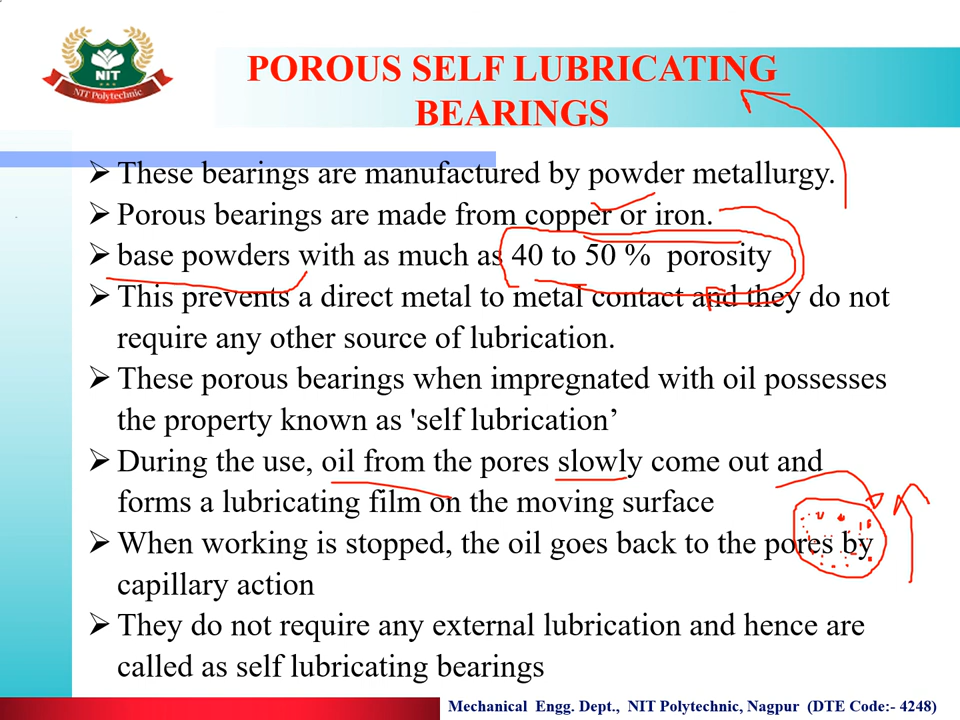 NIT
NIT Polytechnic
POROUS SELF LUBRICATING
BEARINGS
➢ These bearings are manufactured by powder metallurgy.
➢ Porous bearings are made from copper or iron.
➢ base powders with as much as 40 to 50 % porosity
➢ This prevents a direct metal to metal contact and they do not
require any other source of lubrication.
➢ These porous bearings when impregnated with oil possesses
the property known as 'self lubrication’
➢ During the use, oil from the pores slowly come out and
forms a lubricating film on the moving surface
➢ When working is stopped, the oil goes back to the pores by
capillary action
➢ They do not require any external lubrication and hence are
called as self lubricating bearings
Mechanical Engg. Dept., NIT Polytechnic, Nagpur (DTE Code:- 4248)